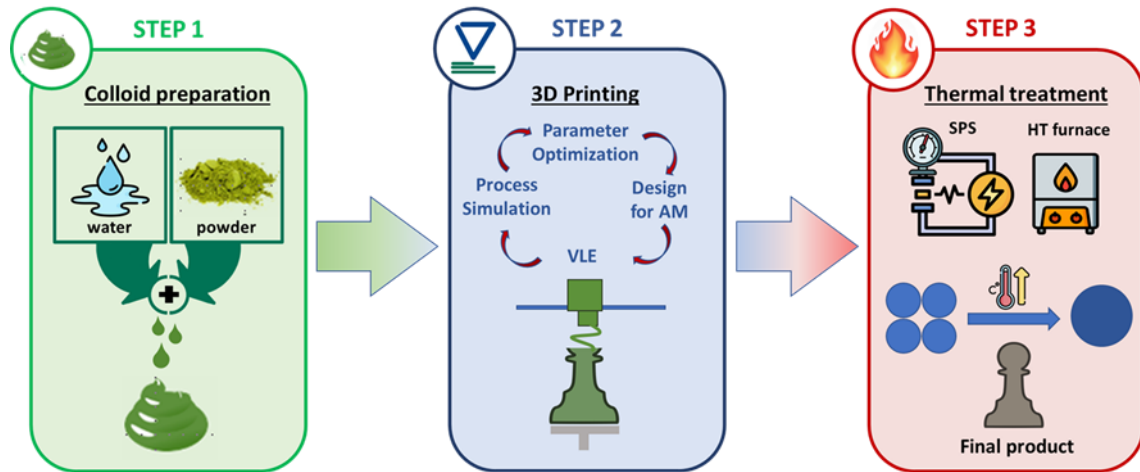 STEP 1
Colloid preparation
water
powder
STEP 2
3D Printing
Parameter
Optimization
Process
Simulation
Design
for AM
VLE
STEP 3
Thermal treatment
SPS
HT furnace
C°
Final product